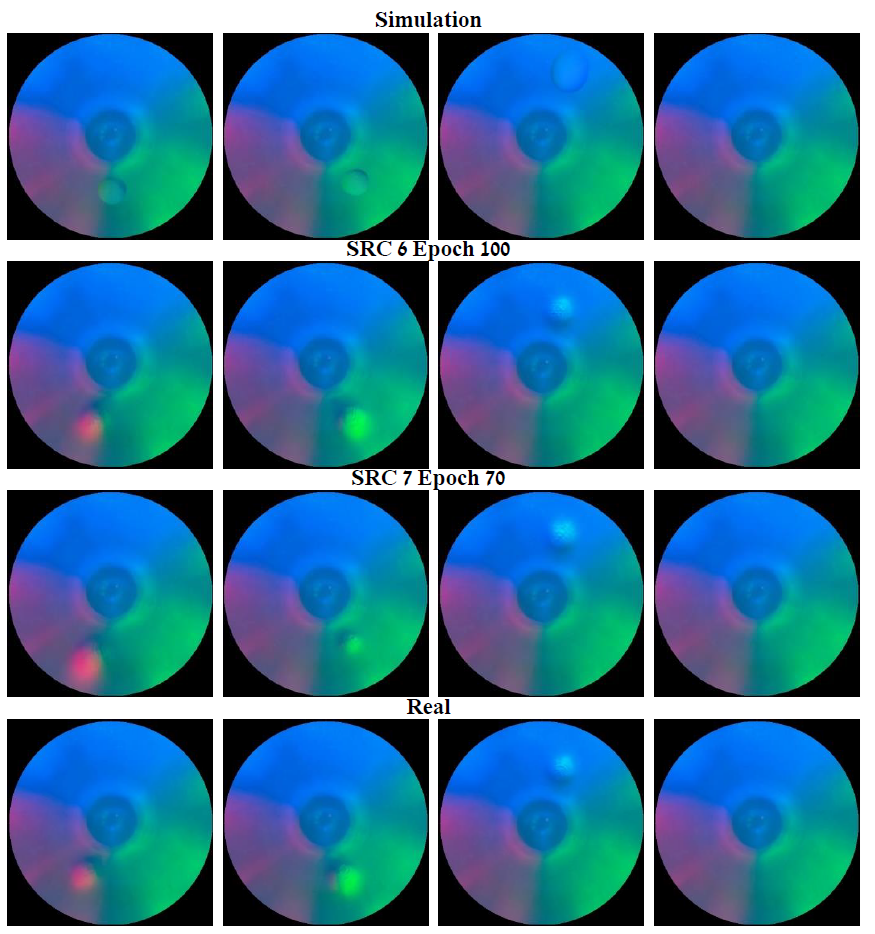 Simulation
SRC 6 Epoch 100
SRC 7 Epoch 70
Real